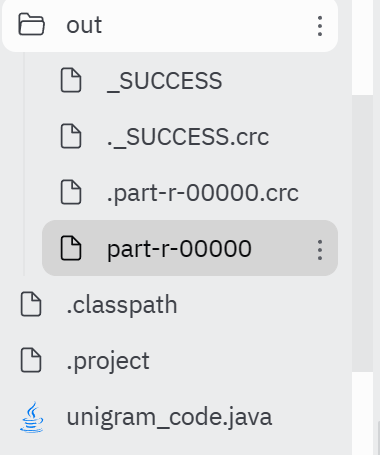 out
_SUCCESS
._SUCCESS.crc
.part-r-00000.crc
part-r-00000
.classpath
.project
unigram_code.java